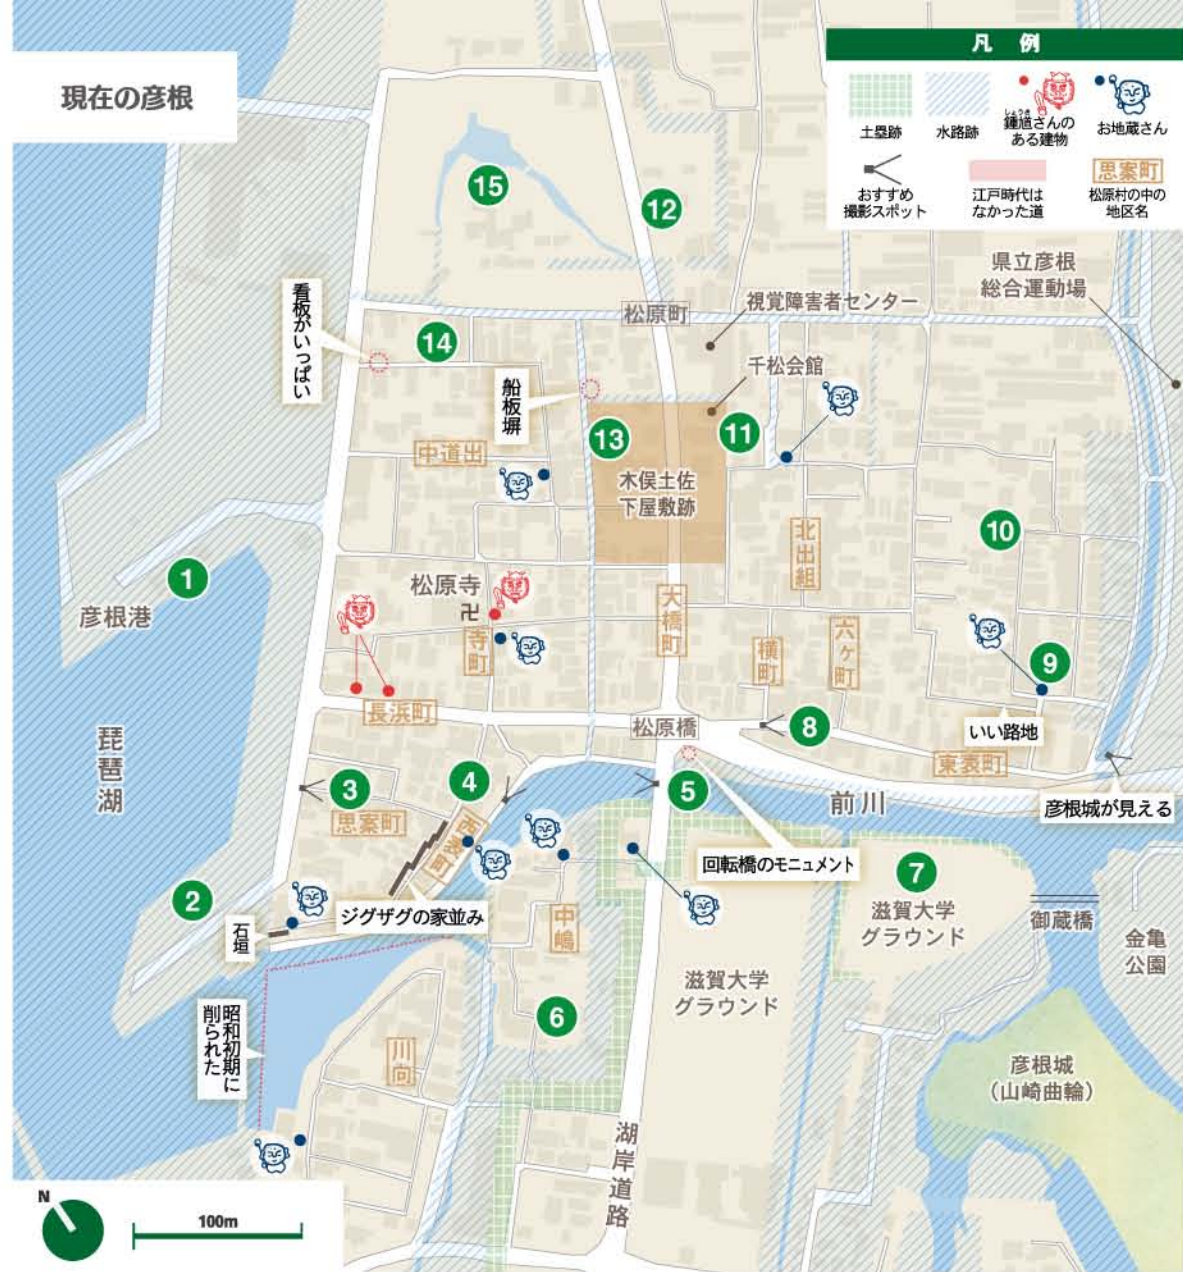 現在の彦根
凡 例
土塁跡
水路跡
しょうき
鍾馗さんの
ある建物
お地蔵さん
おすすめ
撮影スポット
江戸時代は
なかった道
思案町
松原村の中の
地区名
県立彦根
総合運動場
15
12
松原町
視覚障害者センター
看板がいっぱい
14
千松会館
船板塀
13
11
中道出
木俣土佐
下屋敷跡
北出組
10
1
彦根港
松原寺
寺町
大橋町
横町
六ヶ町
9
長浜町
松原橋
8
いい路地
東表町
琵琶湖
3
4
5
前川
彦根城が見える
思案町
西表町
回転橋のモニュメント
7
滋賀大学
グラウンド
2
石垣
ジグザグの家並み
中嶋
御蔵橋
金亀
公園
滋賀大学
グラウンド
昭和初期に
削られた
6
川向
彦根城
(山崎曲輪)
湖岸道路
N
100m